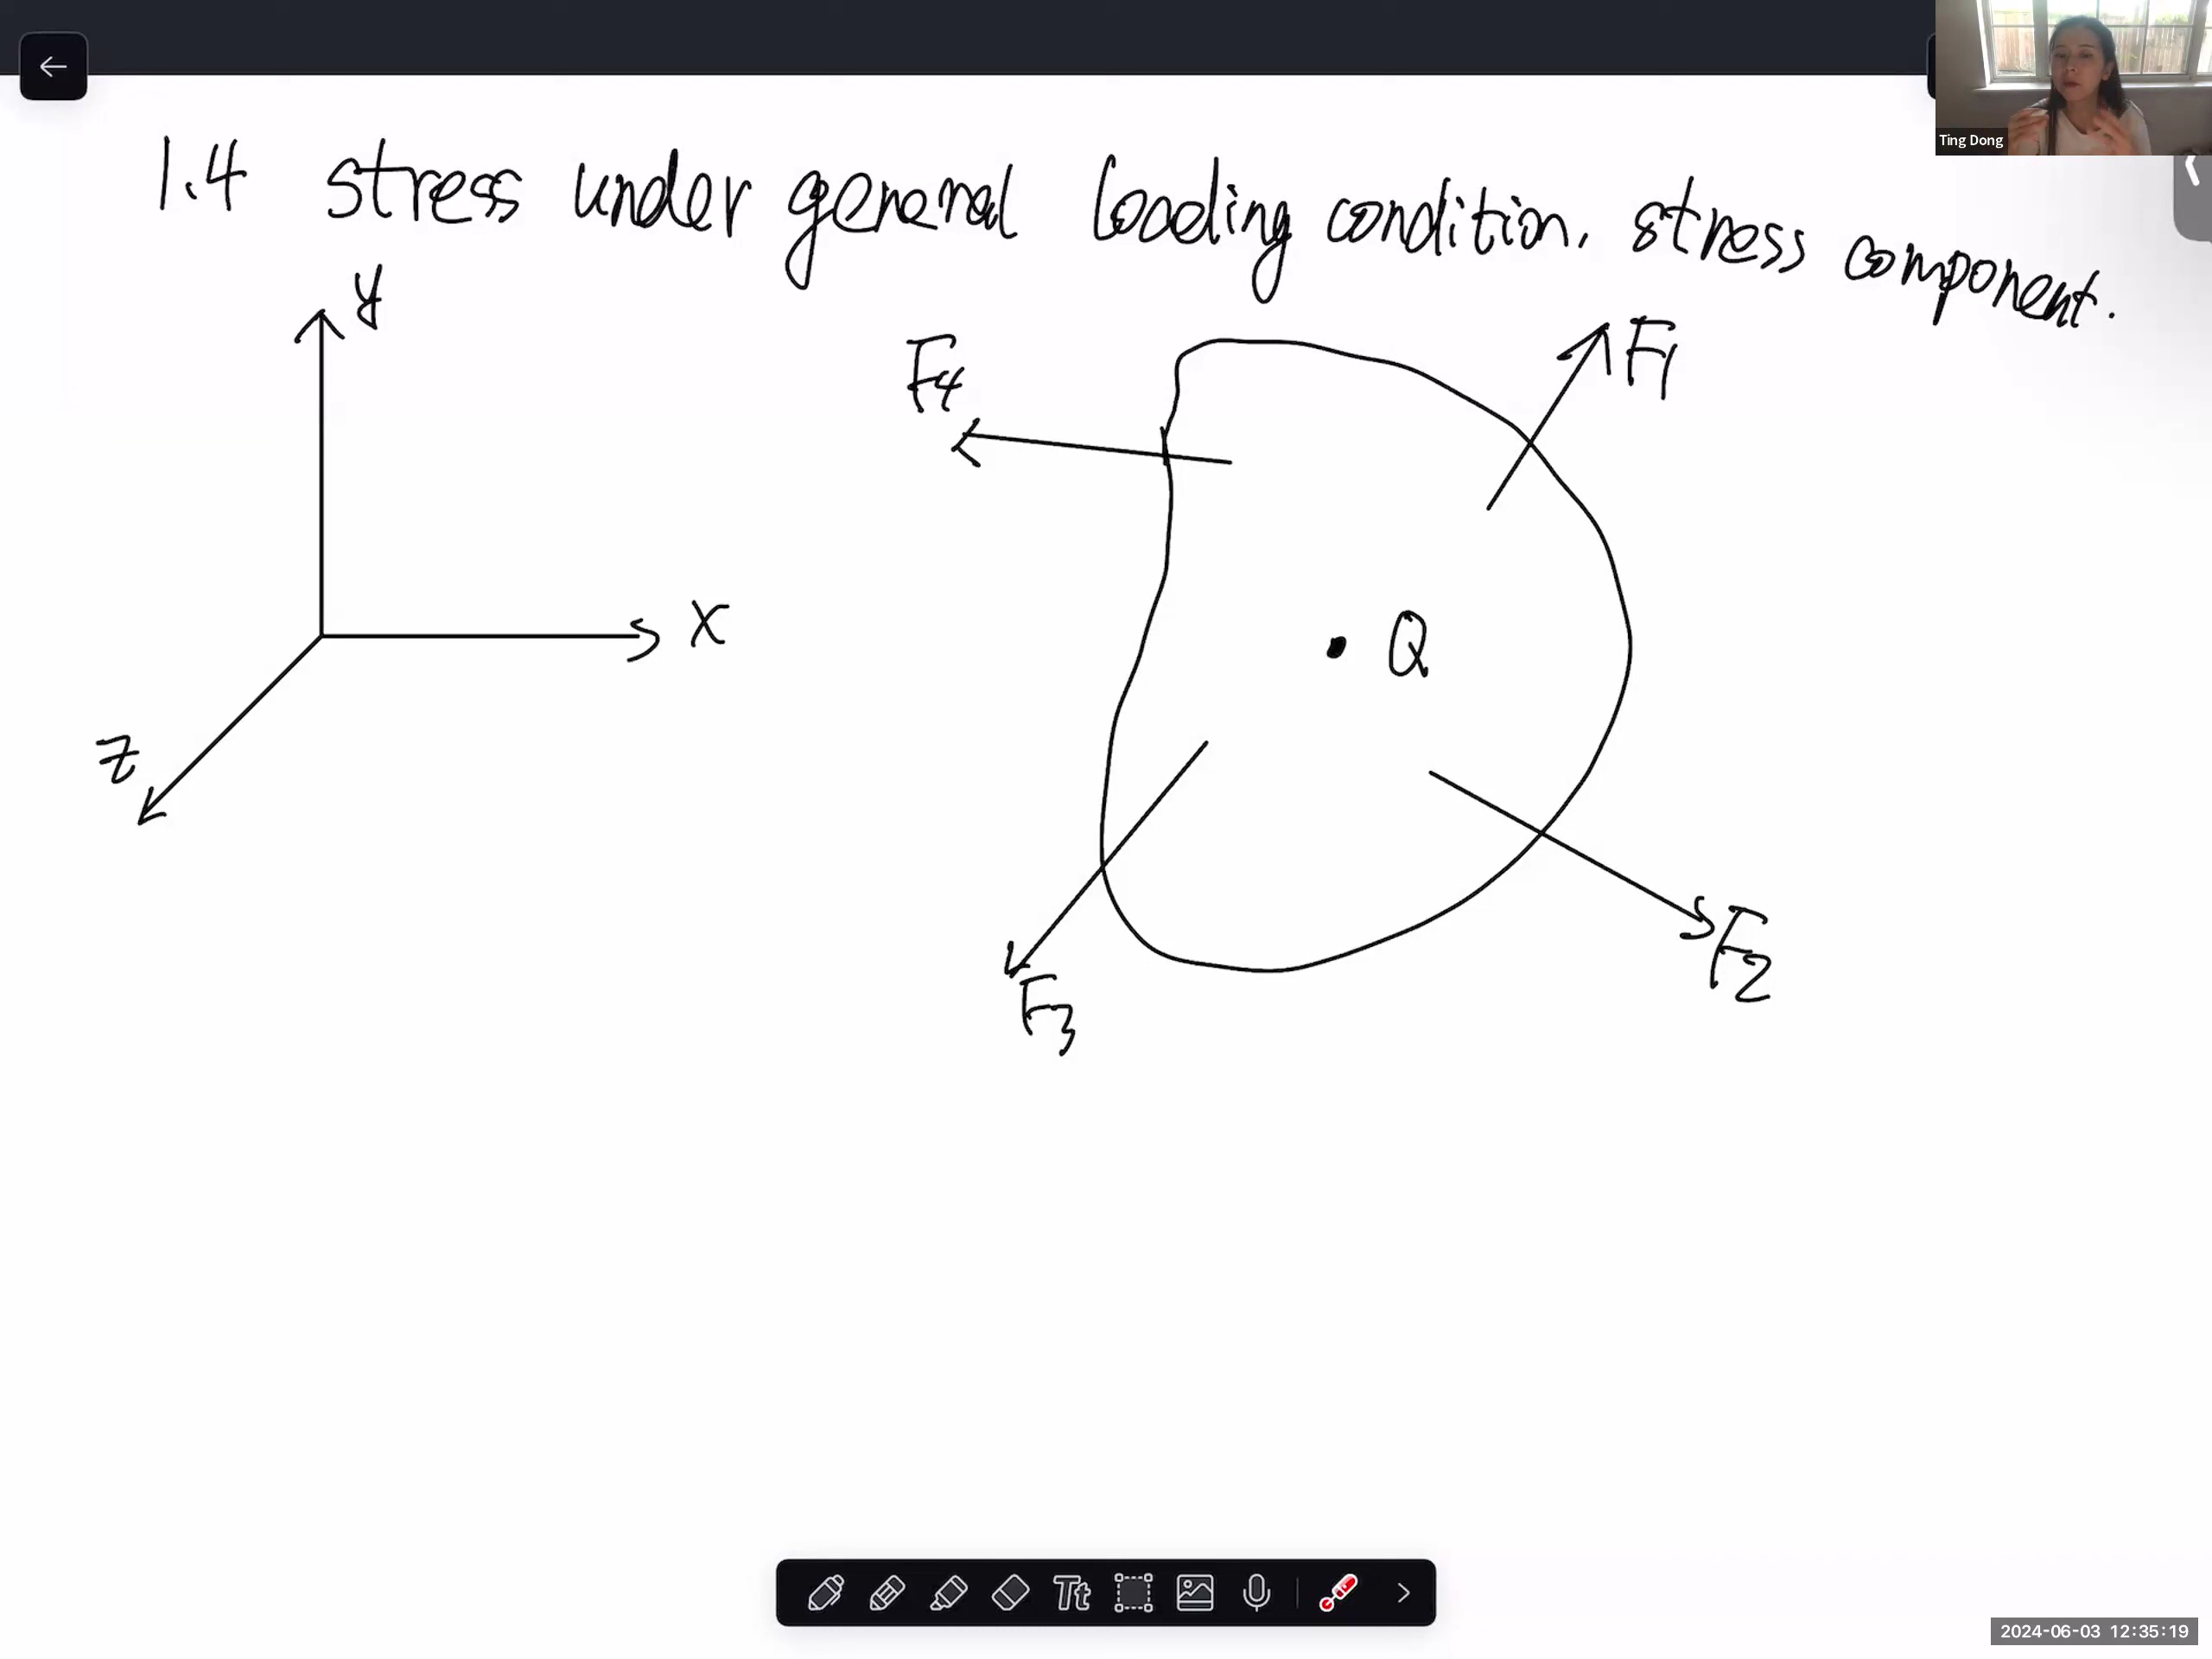 Ting Dong
1.4 stress under general loading condition. stress component.
y
F4
F1
x
Q
z
F2
F3
Tt
2024-06-03 12:35:19